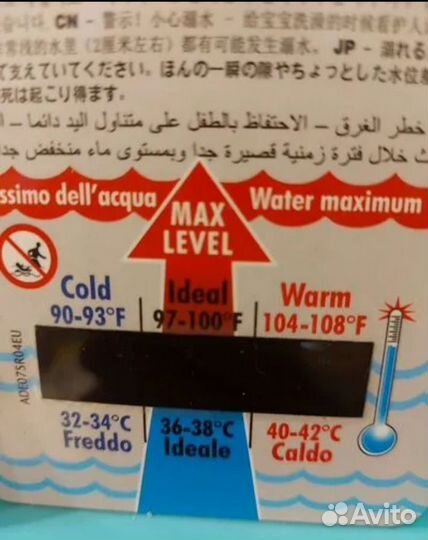 CN - 警示! 小心溺水 - 给宝宝洗澡的时候看护人
水里 (2厘米左右) 都有可能发生溺水。 JP - 溺れる
て支えていてください。ほんの一瞬の隙やちょっとした水位
死は起こり得ます。
خطر الغرق – الاحتفاظ بالطفل على متناول اليد دائما –
خلال فترة زمنية قصيرة جدا وبمستوى ماء منخفض جدا
ssimo dell'acqua
Water maximum
MAX
LEVEL
Cold Ideal Warm
90-93°F 97-100°F 104-108°F
32-34°C 36-38°C 40-42°C
Freddo Ideale Caldo
ADE075R04EU
Avito